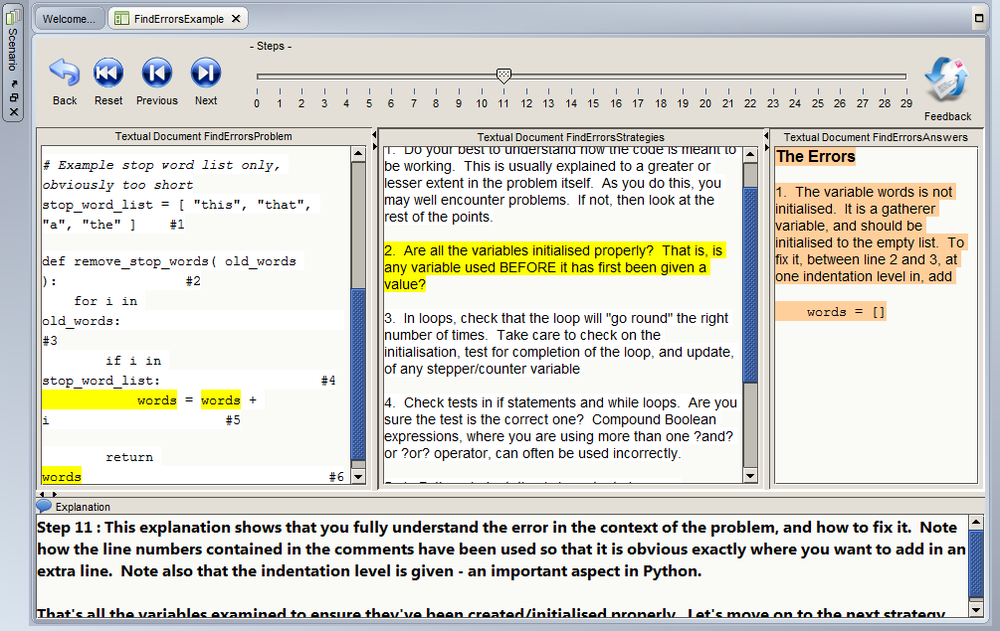 Scenario
Welcome...
FindErrorsExample
- Steps -
Back
Reset
Previous
Next
0 1 2 3 4 5 6 7 8 9 10 11 12 13 14 15 16 17 18 19 20 21 22 23 24 25 26 27 28 29
Feedback
Textual Document FindErrorsProblem
# Example stop word list only,
obviously too short
stop_word_list = [ "this", "that",
"a", "the" ] #1
def remove_stop_words( old_words
): #2
for i in
old_words:
#3
if i in
stop_word_list: #4
words = words +
i #5
return
words #6
Textual Document FindErrorsStrategies
1. Do your best to understand how the code is meant to
be working. This is usually explained to a greater or
lesser extent in the problem itself. As you do this, you
may well encounter problems. If not, then look at the
rest of the points.
2. Are all the variables initialised properly? That is, is
any variable used BEFORE it has first been given a
value?
3. In loops, check that the loop will "go round" the right
number of times. Take care to check on the
initialisation, test for completion of the loop, and update,
of any stepper/counter variable
4. Check tests in if statements and while loops. Are you
sure the test is the correct one? Compound Boolean
expressions, where you are using more than one ?and?
or ?or? operator, can often be used incorrectly.
Textual Document FindErrorsAnswers
The Errors
1. The variable words is not
initialised. It is a gatherer
variable, and should be
initialised to the empty list. To
fix it, between line 2 and 3, at
one indentation level in, add
words = []
Explanation
Step 11 : This explanation shows that you fully understand the error in the context of the problem, and how to fix it. Note
how the line numbers contained in the comments have been used so that it is obvious exactly where you want to add in an
extra line. Note also that the indentation level is given - an important aspect in Python.
That's all the variables examined to ensure they've been created/initialised properly. Let's move on to the next strategy